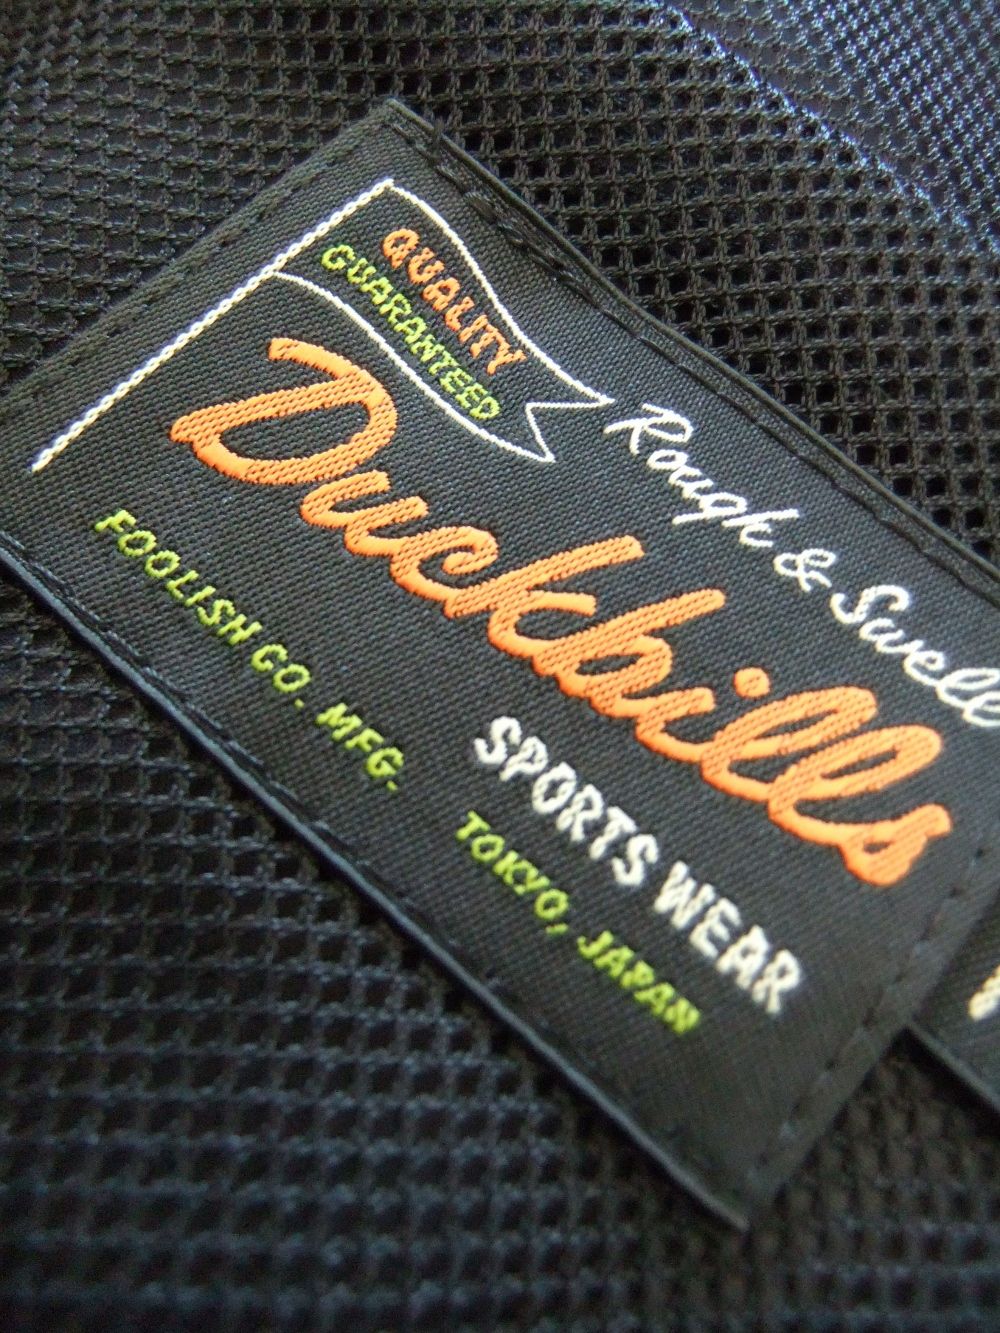 QUALITY
GUARANTEED
Rough & Swell
Duckbills
SPORTS WEAR
FOOLISH CO. MFG.
TOKYO, JAPAN